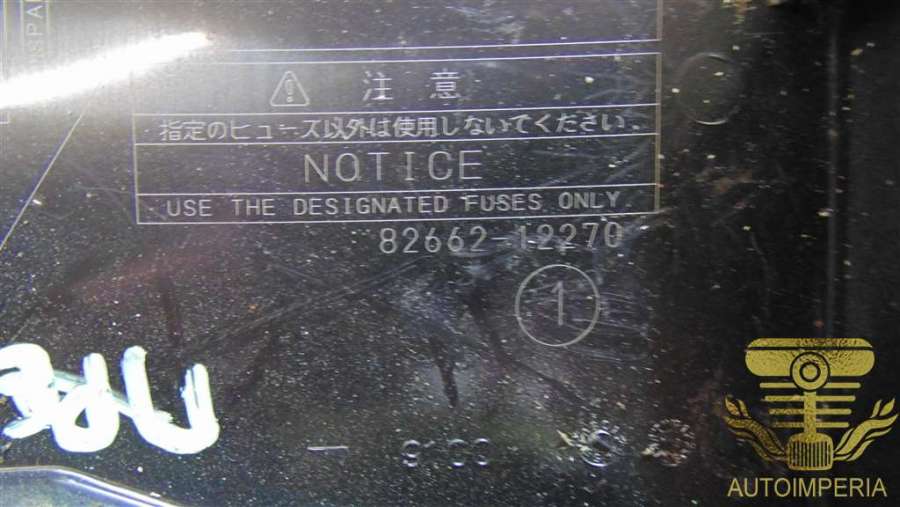 SPA
注意
指定のヒューズ以外は使用しないでください.
NOTICE
USE THE DESIGNATED FUSES ONLY
82662-12270
1
AUTOIMPERIA